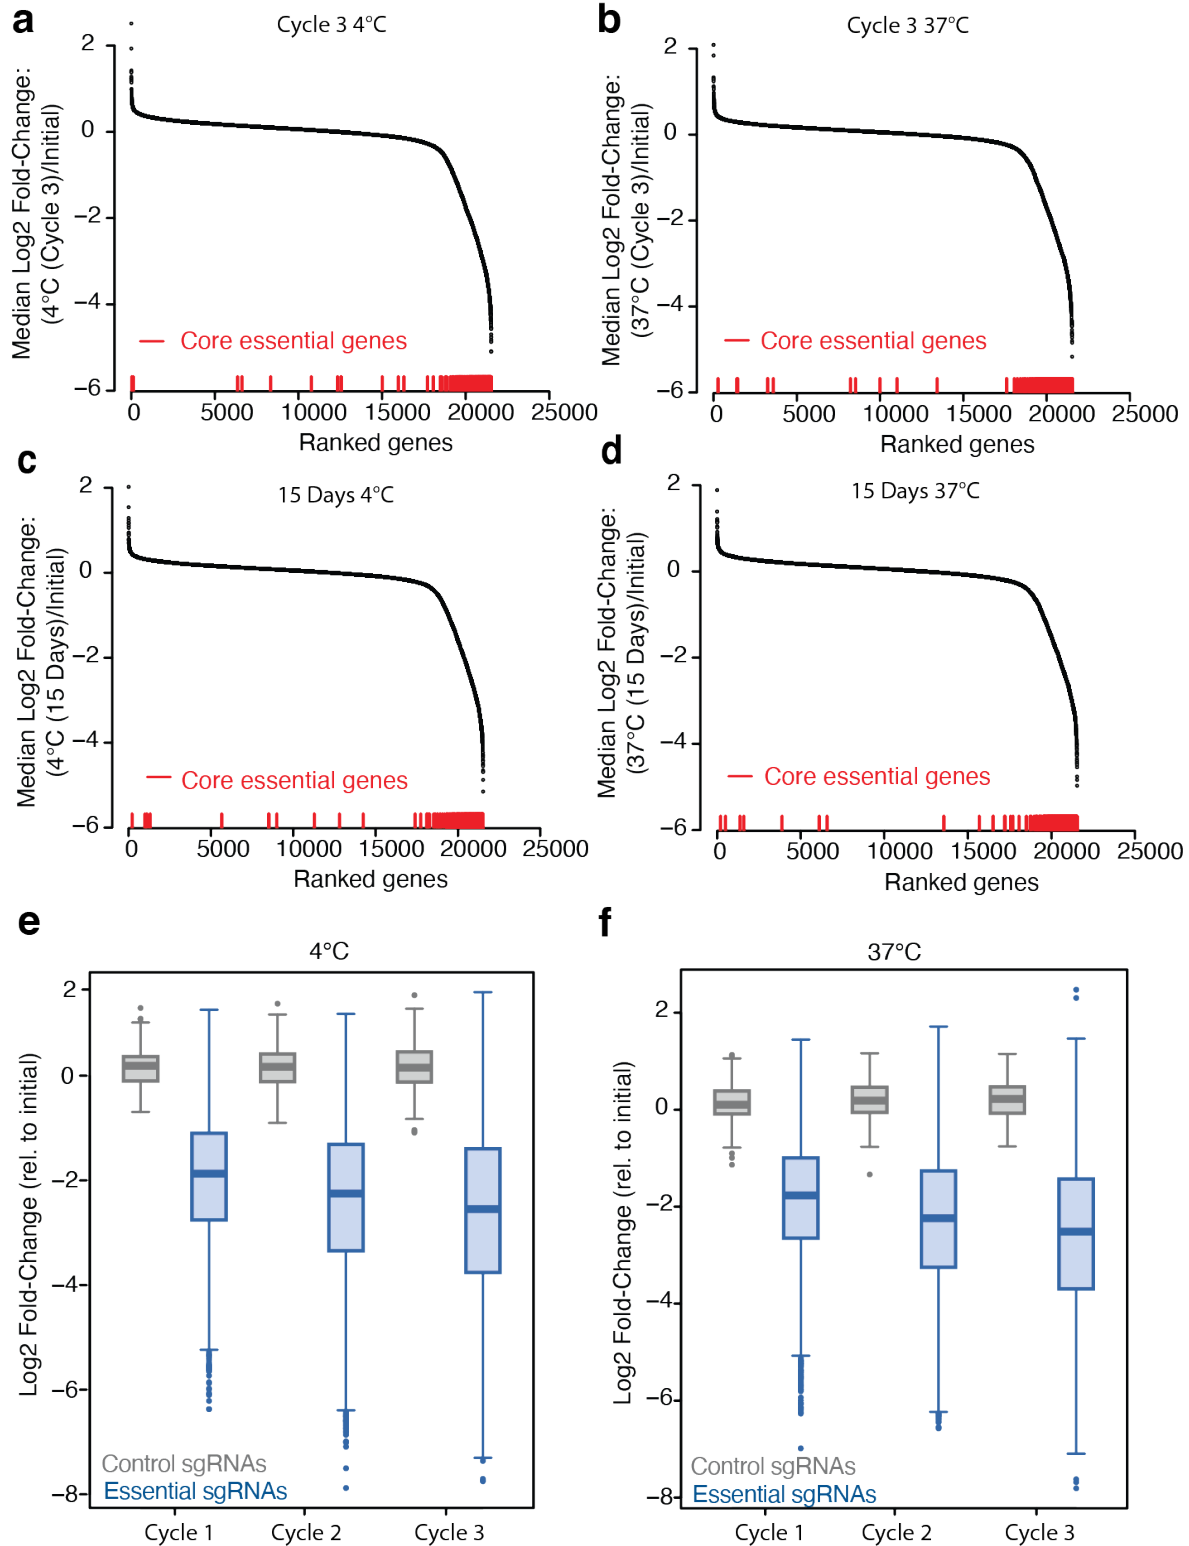 a
Cycle 3 4°C
Median Log2 Fold-Change:
(4°C (Cycle 3)/Initial)
2
0
−2
−4
−6
Core essential genes
0 5000 10000 15000 20000 25000
Ranked genes
b
Cycle 3 37°C
Median Log2 Fold-Change:
(37°C (Cycle 3)/Initial)
2
0
−2
−4
−6
Core essential genes
0 5000 10000 15000 20000 25000
Ranked genes
c
15 Days 4°C
Median Log2 Fold-Change:
(4°C (15 Days)/Initial)
2
0
−2
−4
−6
Core essential genes
0 5000 10000 15000 20000 25000
Ranked genes
d
15 Days 37°C
Median Log2 Fold-Change:
(37°C (15 Days)/Initial)
2
0
−2
−4
−6
Core essential genes
0 5000 10000 15000 20000 25000
Ranked genes
e
4°C
Log2 Fold-Change (rel. to initial)
2
0
−2
−4
−6
−8
Control sgRNAs
Essential sgRNAs
Cycle 1 Cycle 2 Cycle 3
f
37°C
Log2 Fold-Change (rel. to initial)
2
0
−2
−4
−6
−8
Control sgRNAs
Essential sgRNAs
Cycle 1 Cycle 2 Cycle 3